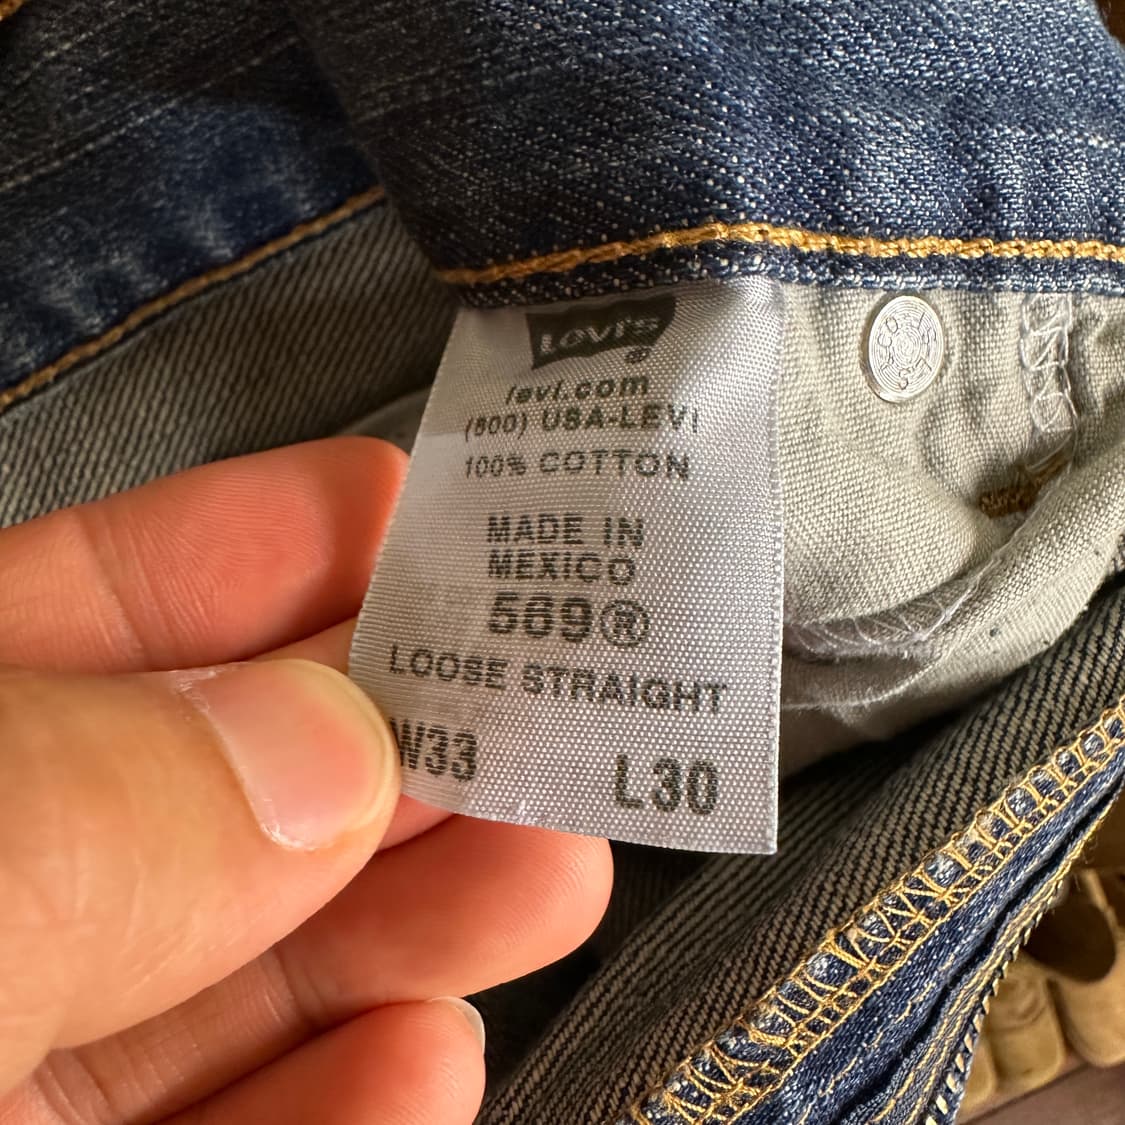 Levi's®
levi.com
(800) USA-LEVI
100% COTTON
MADE IN
MEXICO
569®
LOOSE STRAIGHT
W33 L30